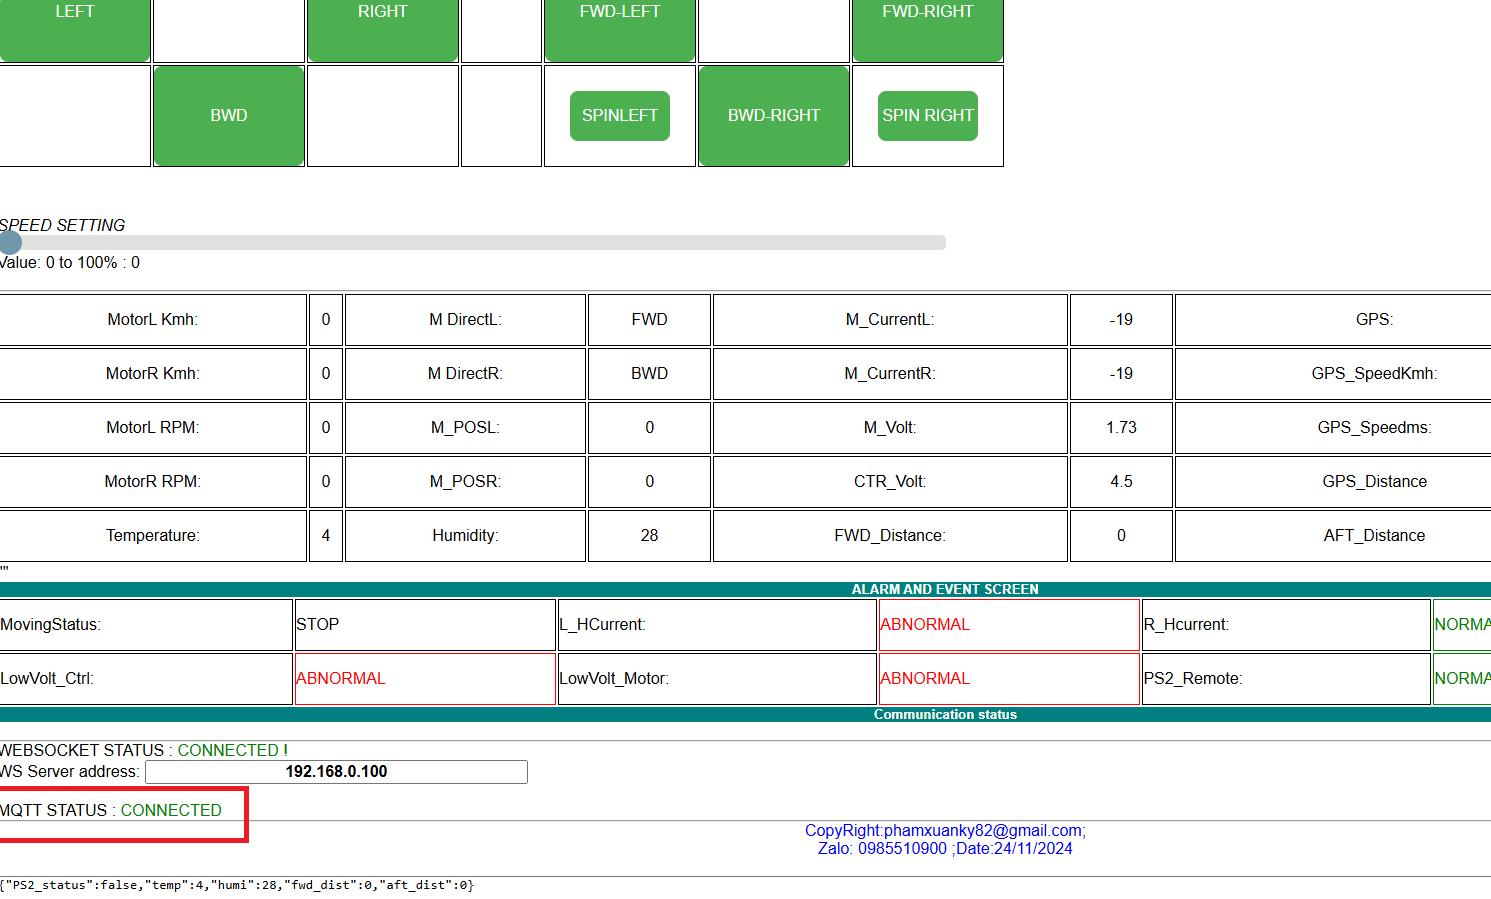 LEFT RIGHT FWD-LEFT FWD-RIGHT
BWD SPINLEFT BWD-RIGHT SPIN RIGHT
SPEED SETTING
Value: 0 to 100% : 0
MotorL Kmh: 0 M DirectL: FWD M_CurrentL: -19 GPS:
MotorR Kmh: 0 M DirectR: BWD M_CurrentR: -19 GPS_SpeedKmh:
MotorL RPM: 0 M_POSL: 0 M_Volt: 1.73 GPS_Speedms:
MotorR RPM: 0 M_POSR: 0 CTR_Volt: 4.5 GPS_Distance
Temperature: 4 Humidity: 28 FWD_Distance: 0 AFT_Distance
'"
ALARM AND EVENT SCREEN
MovingStatus: STOP L_HCurrent: ABNORMAL R_Hcurrent: NORMA
LowVolt_Ctrl: ABNORMAL LowVolt_Motor: ABNORMAL PS2_Remote: NORMA
Communication status
WEBSOCKET STATUS : CONNECTED !
WS Server address: 192.168.0.100
MQTT STATUS : CONNECTED
CopyRight:phamxuanky82@gmail.com;
Zalo: 0985510900 ;Date:24/11/2024
{"PS2_status":false,"temp":4,"humi":28,"fwd_dist":0,"aft_dist":0}